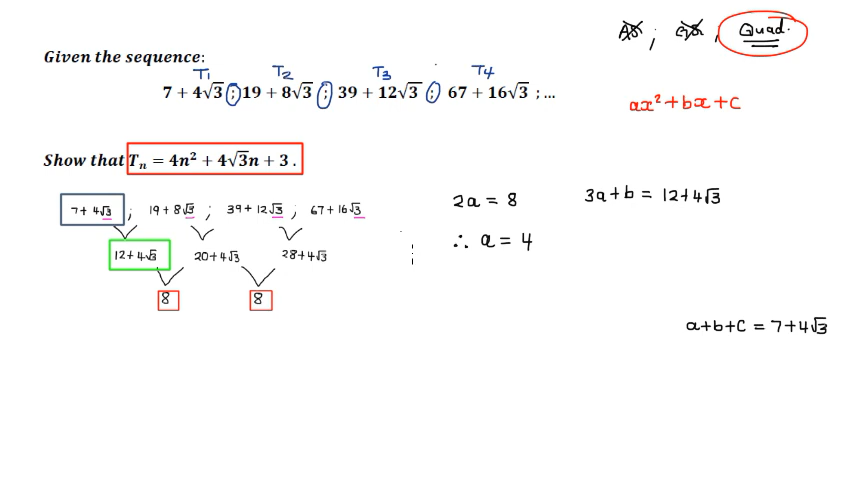 A̶S̶ ; G̶S̶ , Quad.
Given the sequence:
T1 T2 T3 T4
7 + 4√3 ; 19 + 8√3 ; 39 + 12√3 ; 67 + 16√3 ; ...
ax² + bx + c
Show that Tₙ = 4n² + 4√3n + 3 .
7 + 4√3 ; 19 + 8√3 ; 39 + 12√3 ; 67 + 16√3
2a = 8
3a + b = 12 + 4√3
12 + 4√3 20 + 4√3 28 + 4√3
∴ a = 4
8 8
a + b + c = 7 + 4√3